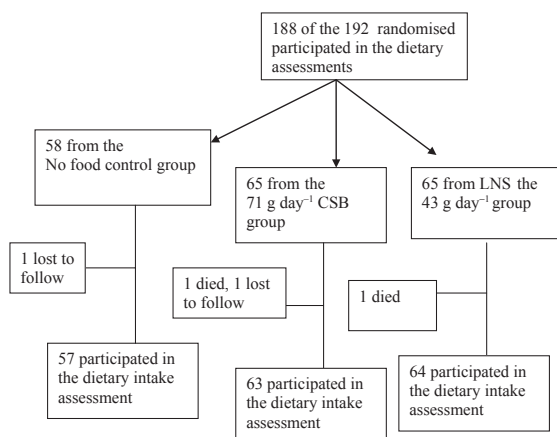 188 of the 192 randomised
participated in the dietary
assessments
58 from the
No food control group
65 from the
71 g day⁻¹ CSB
group
65 from LNS the
43 g day⁻¹ group
1 lost to
follow
1 died, 1 lost
to follow
1 died
57 participated in
the dietary intake
assessment
63 participated in
the dietary intake
assessment
64 participated in
the dietary intake
assessment